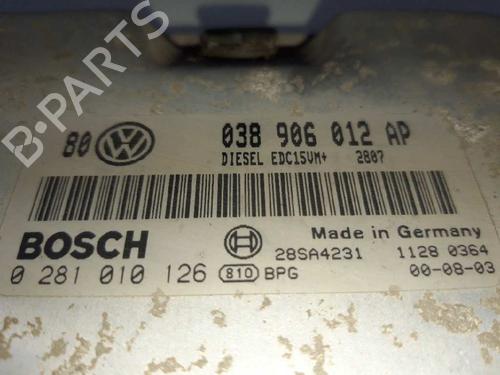 80 VW 038 906 012 AP
DIESEL EDC15VM+ 2807
BOSCH
Made in Germany
28SA4231 1128 0364
0 281 010 126 810 BPG 00-08-03
B PARTS